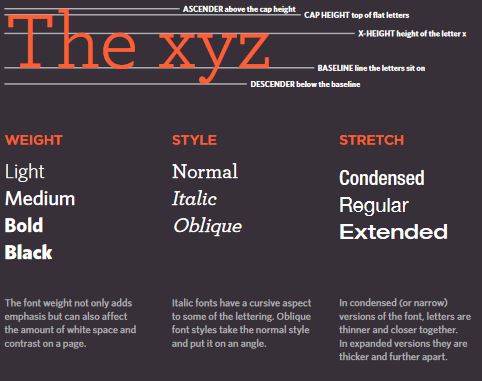 ASCENDER above the cap height
CAP HEIGHT top of flat letters
The xyz
X-HEIGHT height of the letter x
BASELINE line the letters sit on
DESCENDER below the baseline
WEIGHT
Light
Medium
Bold
Black
The font weight not only adds
emphasis but can also affect
the amount of white space and
contrast on a page.
STYLE
Normal
Italic
Oblique
Italic fonts have a cursive aspect
to some of the lettering. Oblique
font styles take the normal style
and put it on an angle.
STRETCH
Condensed
Regular
Extended
In condensed (or narrow)
versions of the font, letters are
thinner and closer together.
In expanded versions they are
thicker and further apart.